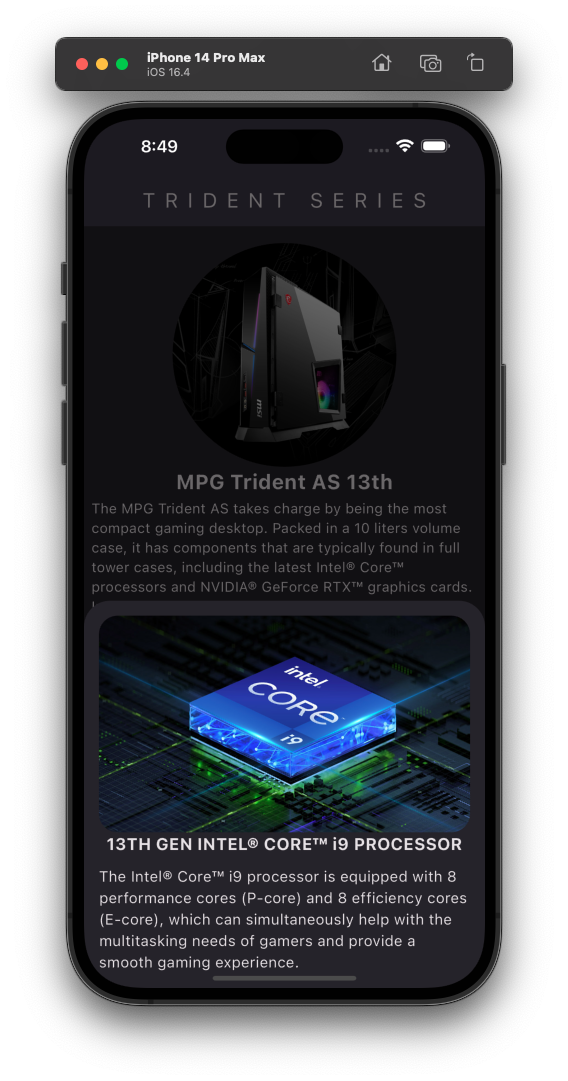 iPhone 14 Pro Max
iOS 16.4
8:49
TRIDENT SERIES
msi
MPG Trident AS 13th
The MPG Trident AS takes charge by being the most
compact gaming desktop. Packed in a 10 liters volume
case, it has components that are typically found in full
tower cases, including the latest Intel® Core™
processors and NVIDIA® GeForce RTX™ graphics cards.
intel.
CORE
i9
13TH GEN INTEL® CORE™ i9 PROCESSOR
The Intel® Core™ i9 processor is equipped with 8
performance cores (P-core) and 8 efficiency cores
(E-core), which can simultaneously help with the
multitasking needs of gamers and provide a
smooth gaming experience.